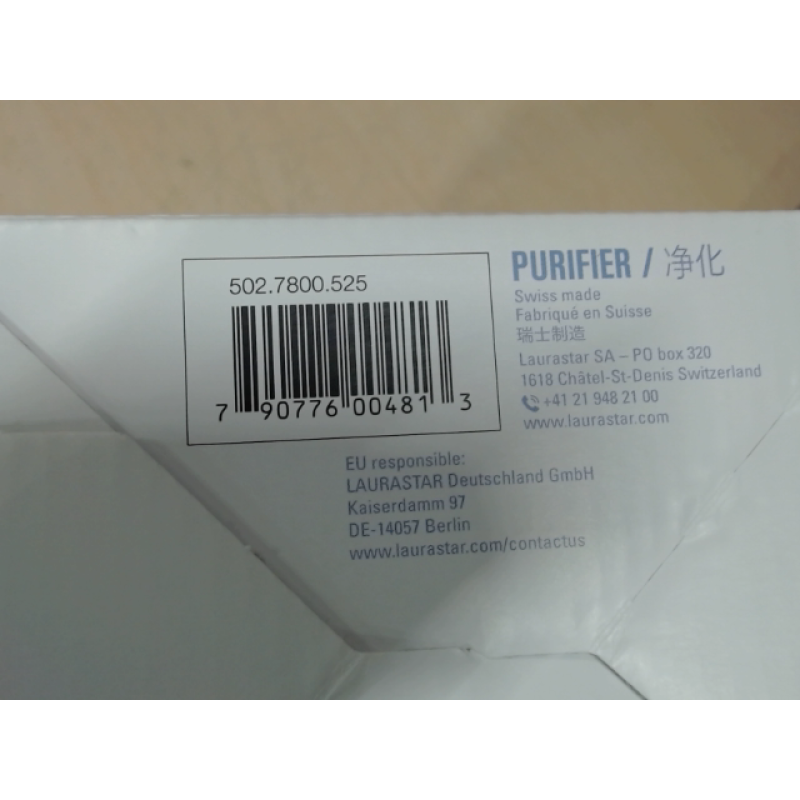 502.7800.525
7 90776 00481 3
PURIFIER / 净化
Swiss made
Fabriqué en Suisse
瑞士制造
Laurastar SA – PO box 320
1618 Châtel-St-Denis Switzerland
+41 21 948 21 00
www.laurastar.com
EU responsible:
LAURASTAR Deutschland GmbH
Kaiserdamm 97
DE-14057 Berlin
www.laurastar.com/contactus